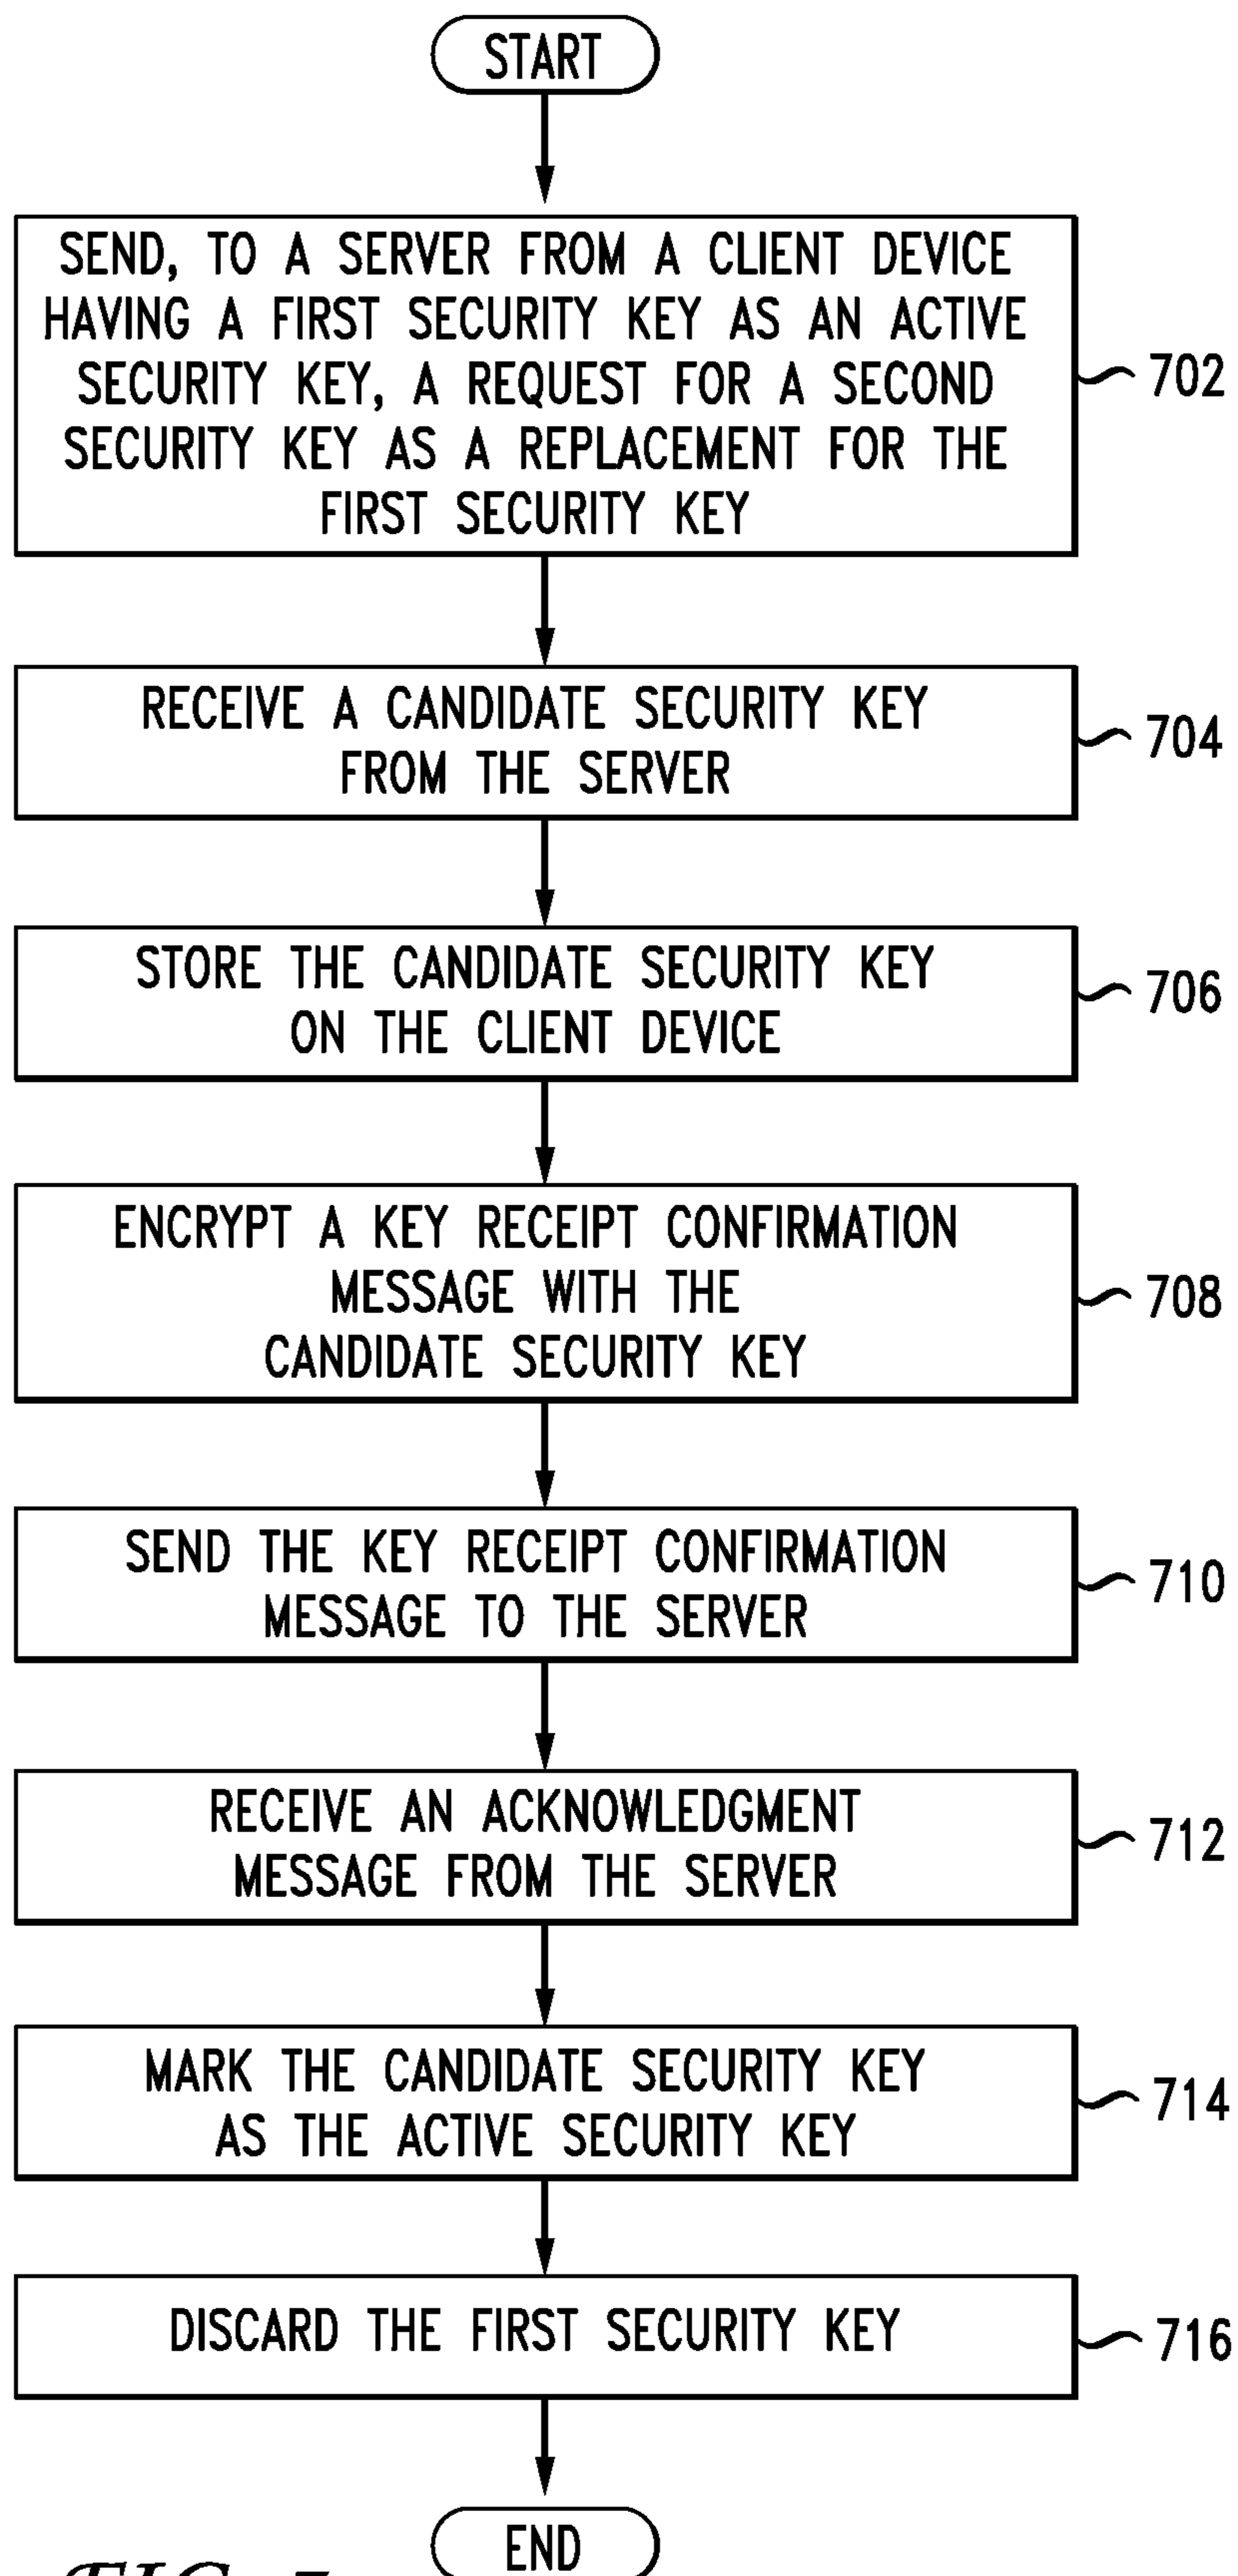 START
SEND, TO A SERVER FROM A CLIENT DEVICE
HAVING A FIRST SECURITY KEY AS AN ACTIVE
SECURITY KEY, A REQUEST FOR A SECOND
SECURITY KEY AS A REPLACEMENT FOR THE
FIRST SECURITY KEY
702
RECEIVE A CANDIDATE SECURITY KEY
FROM THE SERVER
704
STORE THE CANDIDATE SECURITY KEY
ON THE CLIENT DEVICE
706
ENCRYPT A KEY RECEIPT CONFIRMATION
MESSAGE WITH THE
CANDIDATE SECURITY KEY
708
SEND THE KEY RECEIPT CONFIRMATION
MESSAGE TO THE SERVER
710
RECEIVE AN ACKNOWLEDGMENT
MESSAGE FROM THE SERVER
712
MARK THE CANDIDATE SECURITY KEY
AS THE ACTIVE SECURITY KEY
714
DISCARD THE FIRST SECURITY KEY
716
END